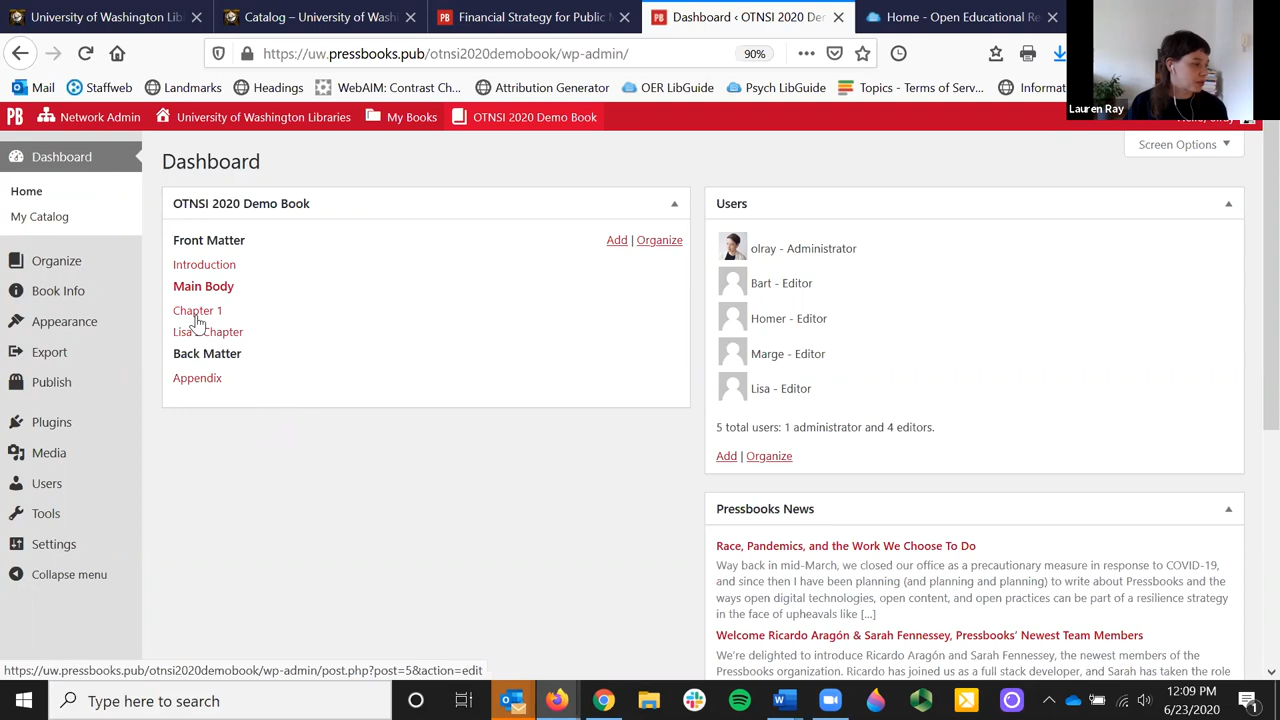 University of Washington Lib
Catalog – University of Wash
PB Financial Strategy for Public M
PB Dashboard ‹ OTNSI 2020 De
Home - Open Educational Re
https://uw.pressbooks.pub/otnsi2020demobook/wp-admin/
90%
Mail
Staffweb
Landmarks
Headings
WebAIM: Contrast Ch...
Attribution Generator
OER LibGuide
Psych LibGuide
Topics - Terms of Serv...
Informat
Lauren Ray
PB
Network Admin
University of Washington Libraries
My Books
OTNSI 2020 Demo Book
Screen Options
Dashboard
Home
My Catalog
Organize
Book Info
Appearance
Export
Publish
Plugins
Media
Users
Tools
Settings
Collapse menu
Dashboard
OTNSI 2020 Demo Book
Front Matter
Add | Organize
Introduction
Main Body
Chapter 1
Chapter
Back Matter
Appendix
Users
olray - Administrator
Bart - Editor
Homer - Editor
Marge - Editor
Lisa - Editor
5 total users: 1 administrator and 4 editors.
Add | Organize
Pressbooks News
Race, Pandemics, and the Work We Choose To Do
Way back in mid-March, we closed our office as a precautionary measure in response to COVID-19,
and since then I have been planning (and planning and planning) to write about Pressbooks and the
ways open digital technologies, open content, and open practices can be part of a resilience strategy
in the face of upheavals like [...]
Welcome Ricardo Aragón & Sarah Fennessey, Pressbooks' Newest Team Members
We're delighted to introduce Ricardo Aragón and Sarah Fennessey, the newest members of the
Pressbooks organization. Ricardo has joined us as a full stack developer, and Sarah has taken the role
https://uw.pressbooks.pub/otnsi2020demobook/wp-admin/post.php?post=5&action=edit
Type here to search
12:09 PM
6/23/2020
1